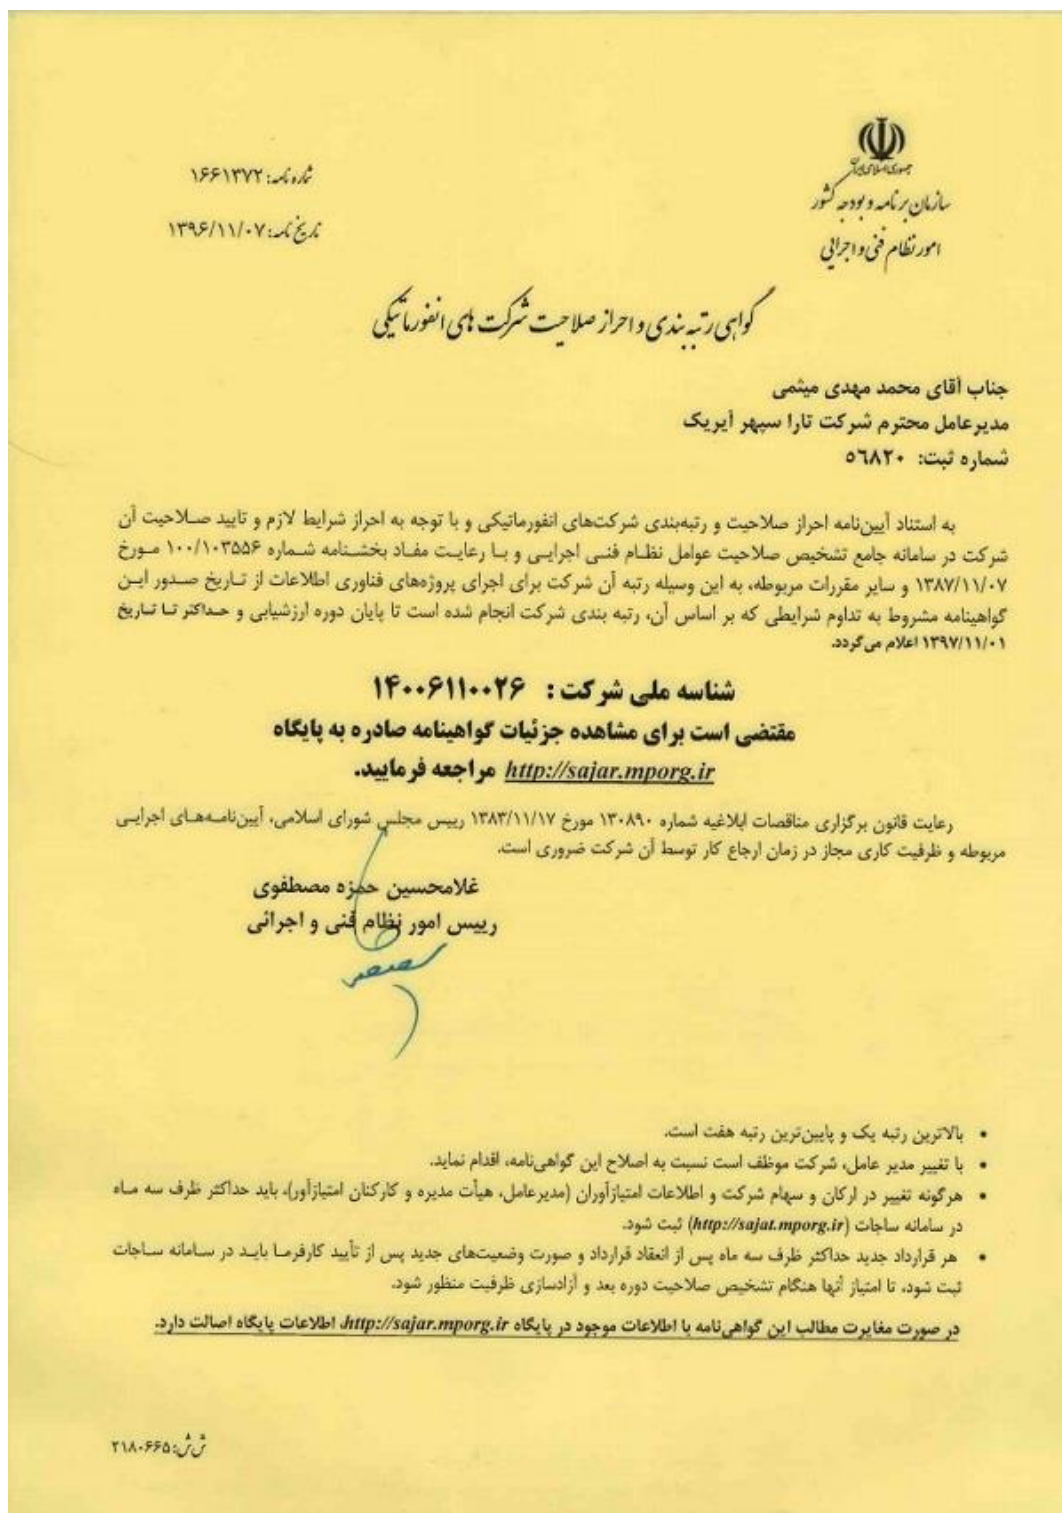 جمهوری اسلامی ایران
سازمان برنامه و بودجه کشور
امور نظام فنی و اجرایی
شماره نامه: ۱۶۶۱۳۷۲
تاریخ نامه: ۱۳۹۶/۱۱/۰۷
گواهی رتبه بندی و احراز صلاحیت شرکت های انفورماتیکی
جناب آقای محمد مهدی میثمی
مدیرعامل محترم شرکت تارا سپهر آیریک
شماره ثبت: ۵۶۸۲۰
به استناد آیین‌نامه احراز صلاحیت و رتبه‌بندی شرکت‌های انفورماتیکی و با توجه به احراز شرایط لازم و تایید صلاحیت آن
شرکت در سامانه جامع تشخیص صلاحیت عوامل نظام فنی اجرایی و با رعایت مفاد بخشنامه شماره ۱۰۰/۱۰۳۵۵۶ مورخ
۱۳۸۷/۱۱/۰۷ و سایر مقررات مربوطه، به این وسیله رتبه آن شرکت برای اجرای پروژه‌های فناوری اطلاعات از تاریخ صدور این
گواهینامه مشروط به تداوم شرایطی که بر اساس آن، رتبه بندی شرکت انجام شده است تا پایان دوره ارزشیابی و حداکثر تا تاریخ
۱۳۹۷/۱۱/۰۱ اعلام می‌گردد.
شناسه ملی شرکت : ۱۴۰۰۶۱۱۰۰۲۶
مقتضی است برای مشاهده جزئیات گواهینامه صادره به پایگاه
http://sajar.mporg.ir مراجعه فرمایید.
رعایت قانون برگزاری مناقصات ابلاغیه شماره ۱۳۰۸۹۰ مورخ ۱۳۸۳/۱۱/۱۷ رییس مجلس شورای اسلامی، آیین‌نامه‌های اجرایی
مربوطه و ظرفیت کاری مجاز در زمان ارجاع کار توسط آن شرکت ضروری است.
غلامحسین حمزه مصطفوی
رییس امور نظام فنی و اجرائی
• بالاترین رتبه یک و پایین‌ترین رتبه هفت است.
• با تغییر مدیر عامل، شرکت موظف است نسبت به اصلاح این گواهی‌نامه، اقدام نماید.
• هرگونه تغییر در ارکان و سهام شرکت و اطلاعات امتیازآوران (مدیرعامل، هیأت مدیره و کارکنان امتیازآور)، باید حداکثر ظرف سه ماه
در سامانه ساجات (http://sajat.mporg.ir) ثبت شود.
• هر قرارداد جدید حداکثر ظرف سه ماه پس از انعقاد قرارداد و صورت وضعیت‌های جدید پس از تأیید کارفرما باید در سامانه ساجات
ثبت شود، تا امتیاز آنها هنگام تشخیص صلاحیت دوره بعد و آزادسازی ظرفیت منظور شود.
در صورت مغایرت مطالب این گواهی‌نامه با اطلاعات موجود در پایگاه http://sajar.mporg.ir، اطلاعات پایگاه اصالت دارد.
ش ش: ۲۱۸۰۶۶۵